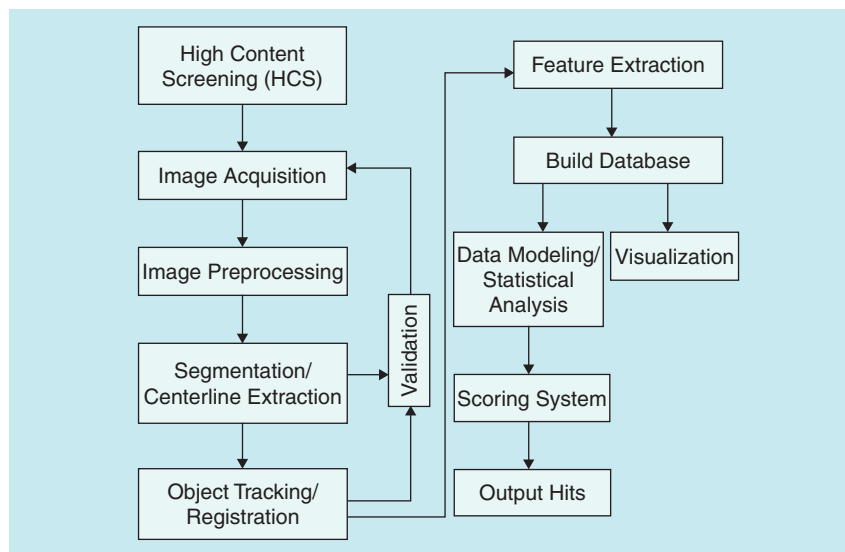 High Content
Screening (HCS)
Image Acquisition
Image Preprocessing
Segmentation/
Centerline Extraction
Object Tracking/
Registration
Validation
Feature Extraction
Build Database
Data Modeling/
Statistical
Analysis
Visualization
Scoring System
Output Hits